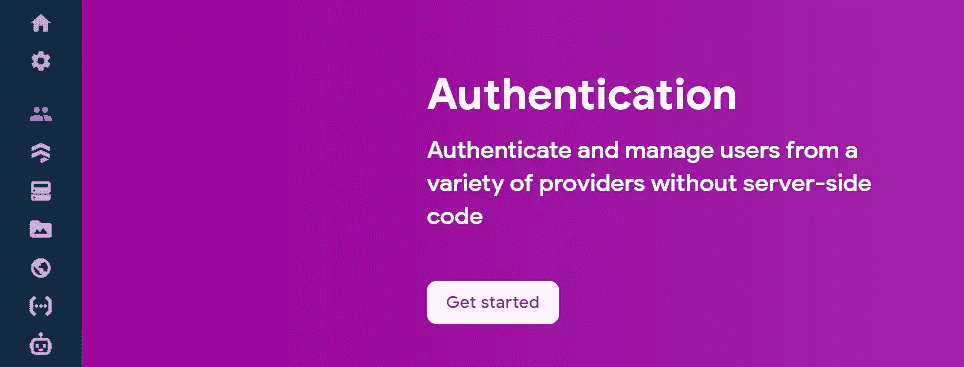 Authentication
Authenticate and manage users from a
variety of providers without server-side
code
Get started